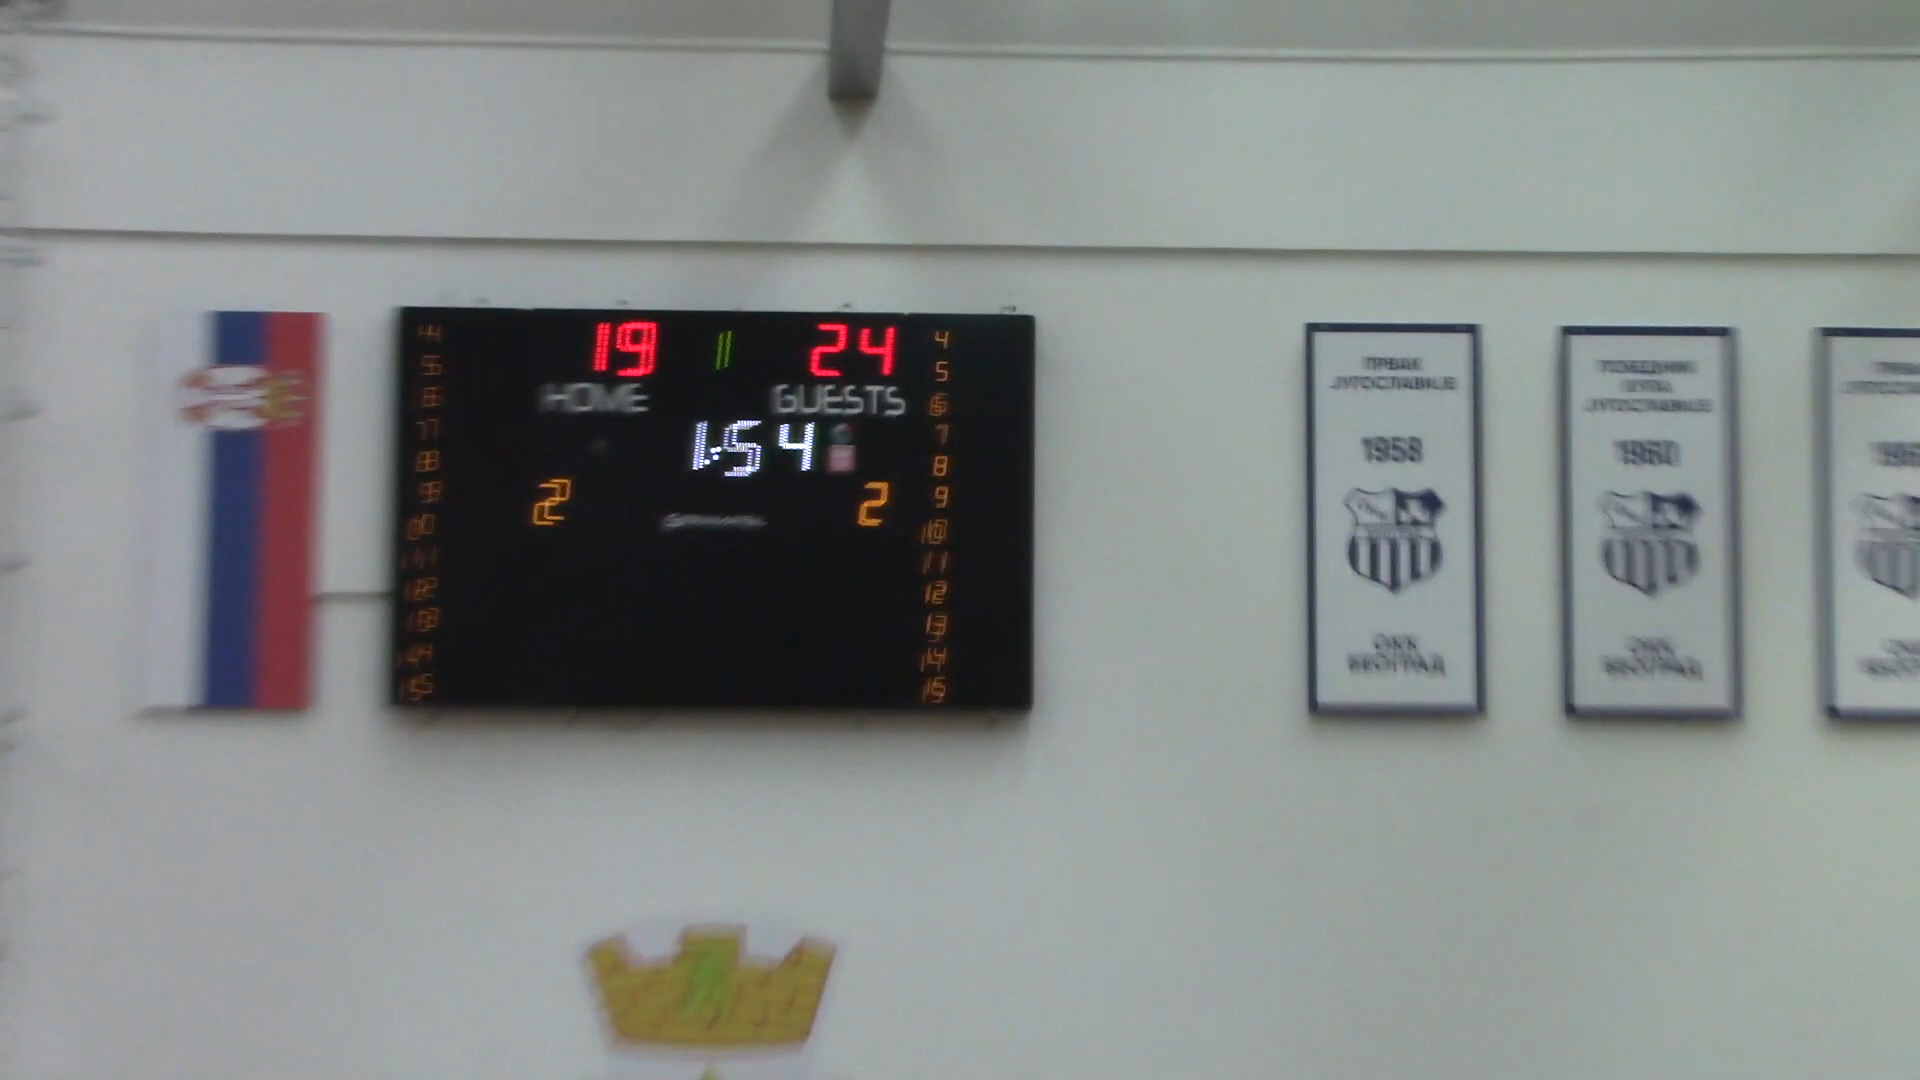 19 1 24
HOME GUESTS
1:54
2 2
4 4
5 5
6 6
7 7
8 8
9 9
10 10
11 11
12 12
13 13
14 14
15 15
ПРВАК
ЈУГОСЛАВИЈЕ
1958
ОКК
БЕОГРАД
ПОБЕДНИК
КУПА
ЈУГОСЛАВИЈЕ
1960
ОКК
БЕОГРАД